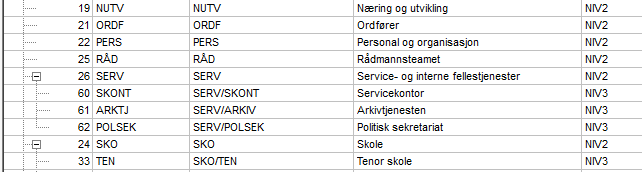 19 NUTV NUTV Næring og utvikling NIV2
21 ORDF ORDF Ordfører NIV2
22 PERS PERS Personal og organisasjon NIV2
25 RÅD RÅD Rådmannsteamet NIV2
26 SERV SERV Service- og interne fellestjenester NIV2
60 SKONT SERV/SKONT Servicekontor NIV3
61 ARKTJ SERV/ARKIV Arkivtjenesten NIV3
62 POLSEK SERV/POLSEK Politisk sekretariat NIV3
24 SKO SKO Skole NIV2
33 TEN SKO/TEN Tenor skole NIV3